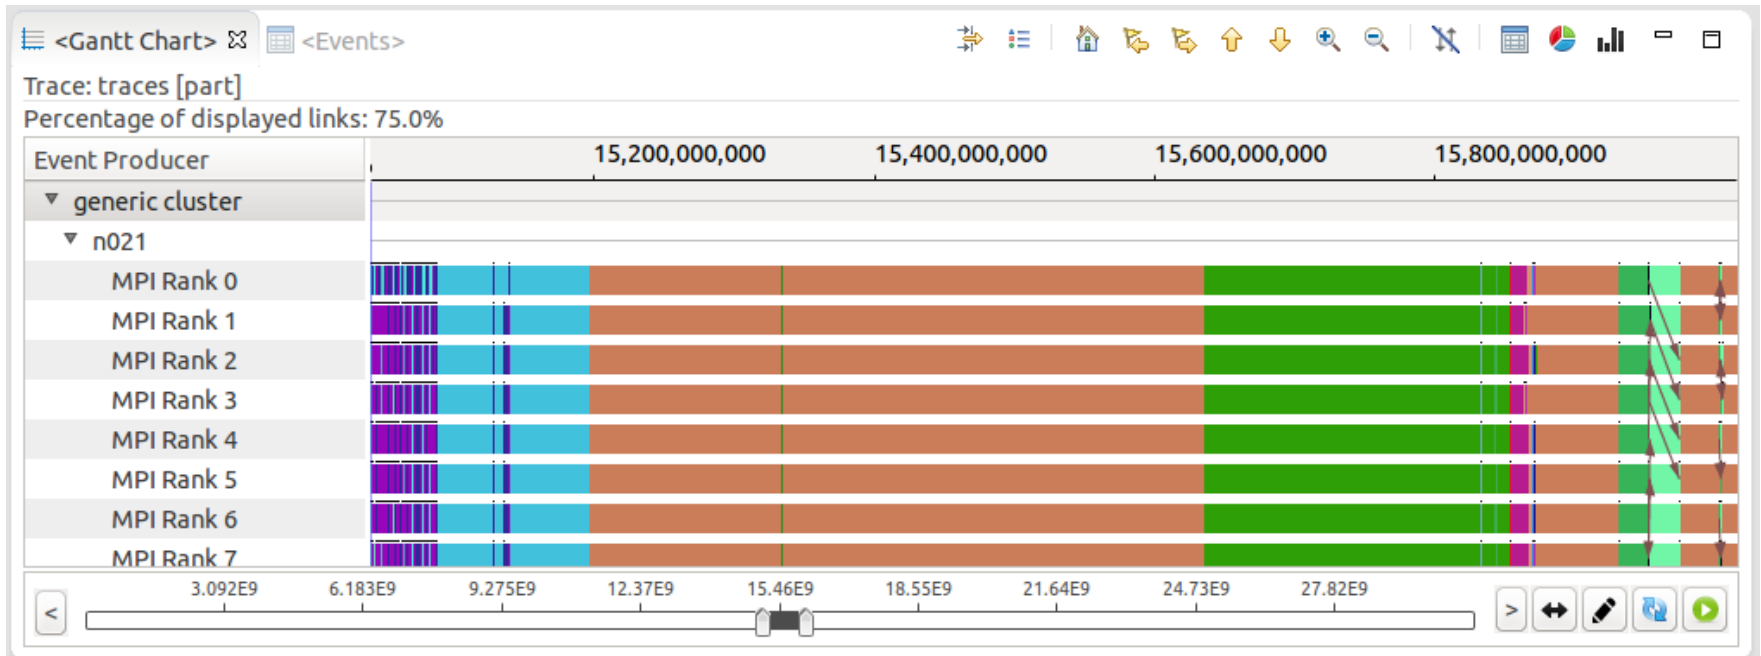 <Gantt Chart> <Events>
Trace: traces [part]
Percentage of displayed links: 75.0%
Event Producer 15,200,000,000 15,400,000,000 15,600,000,000 15,800,000,000
generic cluster
n021
MPI Rank 0
MPI Rank 1
MPI Rank 2
MPI Rank 3
MPI Rank 4
MPI Rank 5
MPI Rank 6
MPI Rank 7
3.092E9 6.183E9 9.275E9 12.37E9 15.46E9 18.55E9 21.64E9 24.73E9 27.82E9
< >